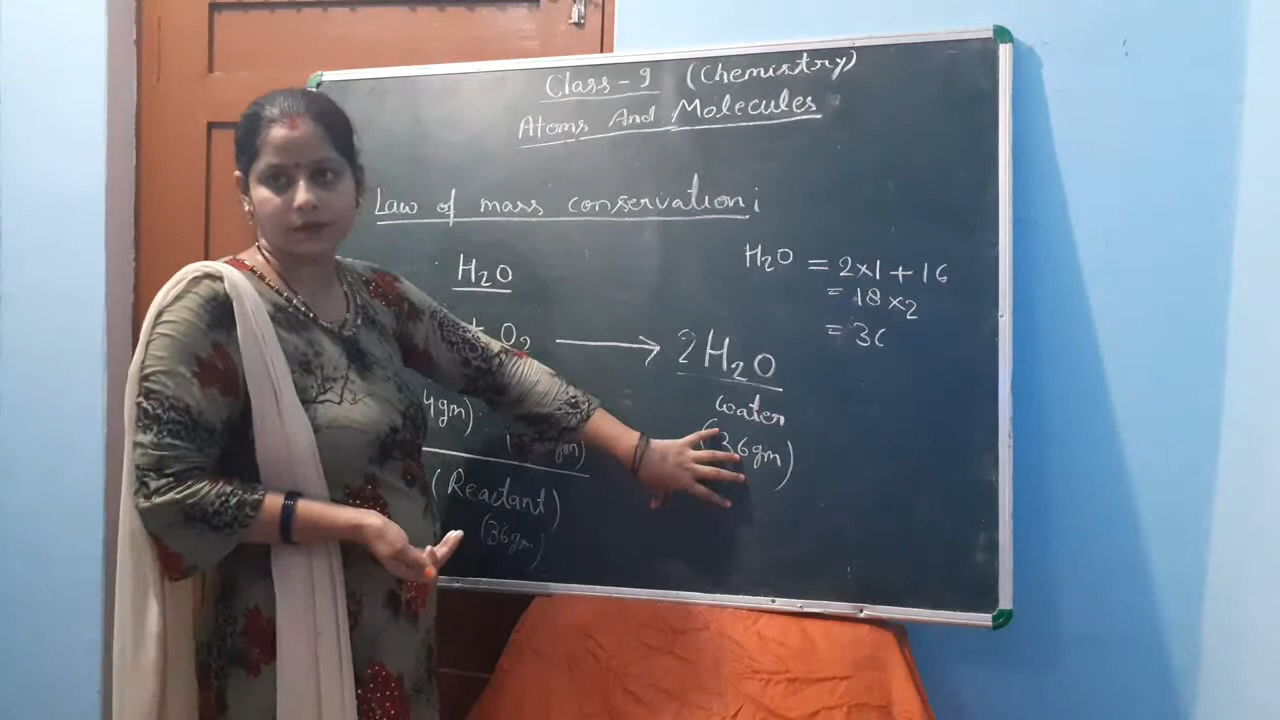 Class - 9 (Chemistry)
Atoms And Molecules
Law of mass conservation:
H₂O
H₂O = 2×1 + 16
= 18 × 2
= 36
+ O₂ → 2H₂O
Water
4gm)
(36gm)
gm)
(Reactant)
(36gm)